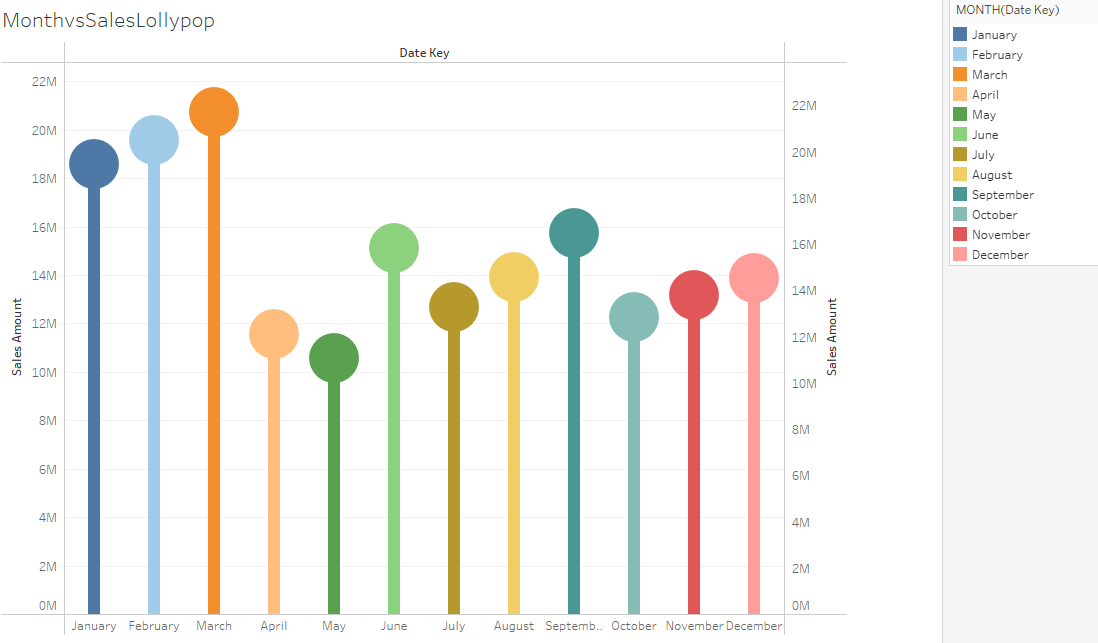 MonthvsSalesLollypop
Date Key
Sales Amount
22M
20M
18M
16M
14M
12M
10M
8M
6M
4M
2M
0M
22M
20M
18M
16M
14M
12M
10M
8M
6M
4M
2M
0M
Sales Amount
January February March April May June July August Septemb.. October November December
MONTH(Date Key)
January
February
March
April
May
June
July
August
September
October
November
December